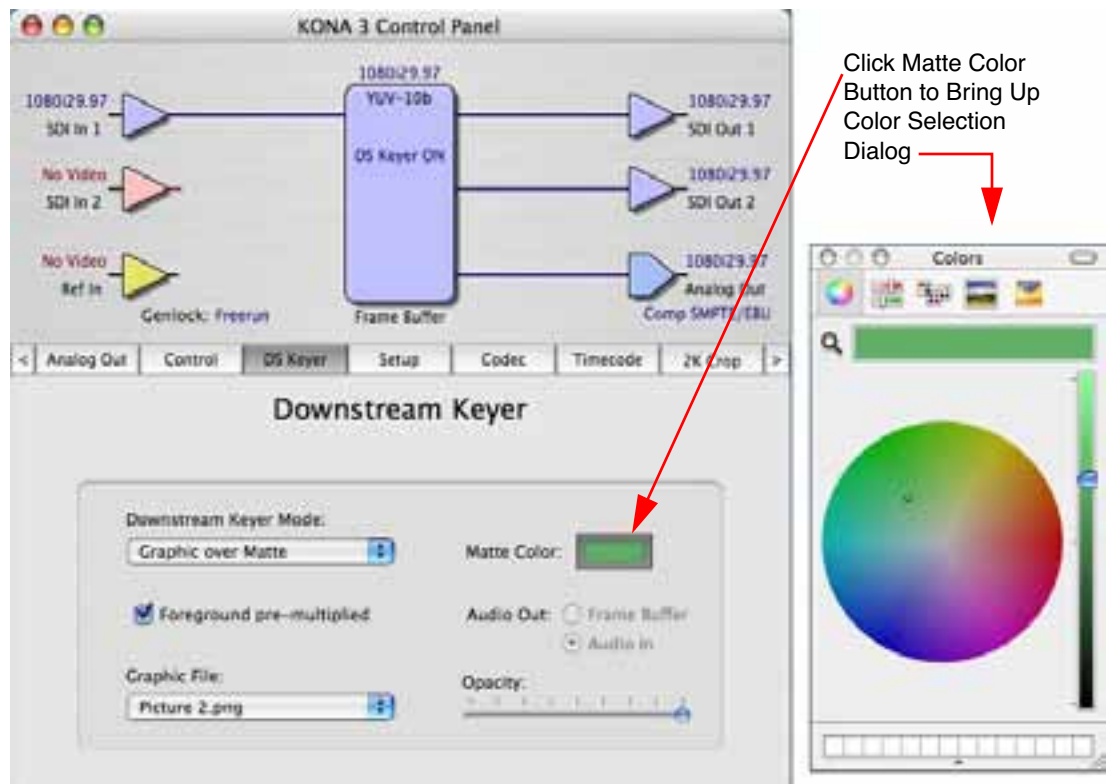 KONA 3 Control Panel
1080i29.97
1080i29.97
SDI In 1
YUV-10b
1080i29.97
SDI Out 1
DS Keyer ON
No Video
SDI In 2
1080i29.97
SDI Out 2
No Video
Ref In
1080i29.97
Analog Out
Genlock: Freerun
Frame Buffer
Comp SMPTE/EBU
< Analog Out Control DS Keyer Setup Codec Timecode 2K Crop >
Downstream Keyer
Downstream Keyer Mode:
Graphic over Matte
Matte Color:
Foreground pre-multiplied
Audio Out: Frame Buffer
Audio In
Graphic File:
Picture 2.png
Opacity:
Click Matte Color
Button to Bring Up
Color Selection
Dialog
Colors